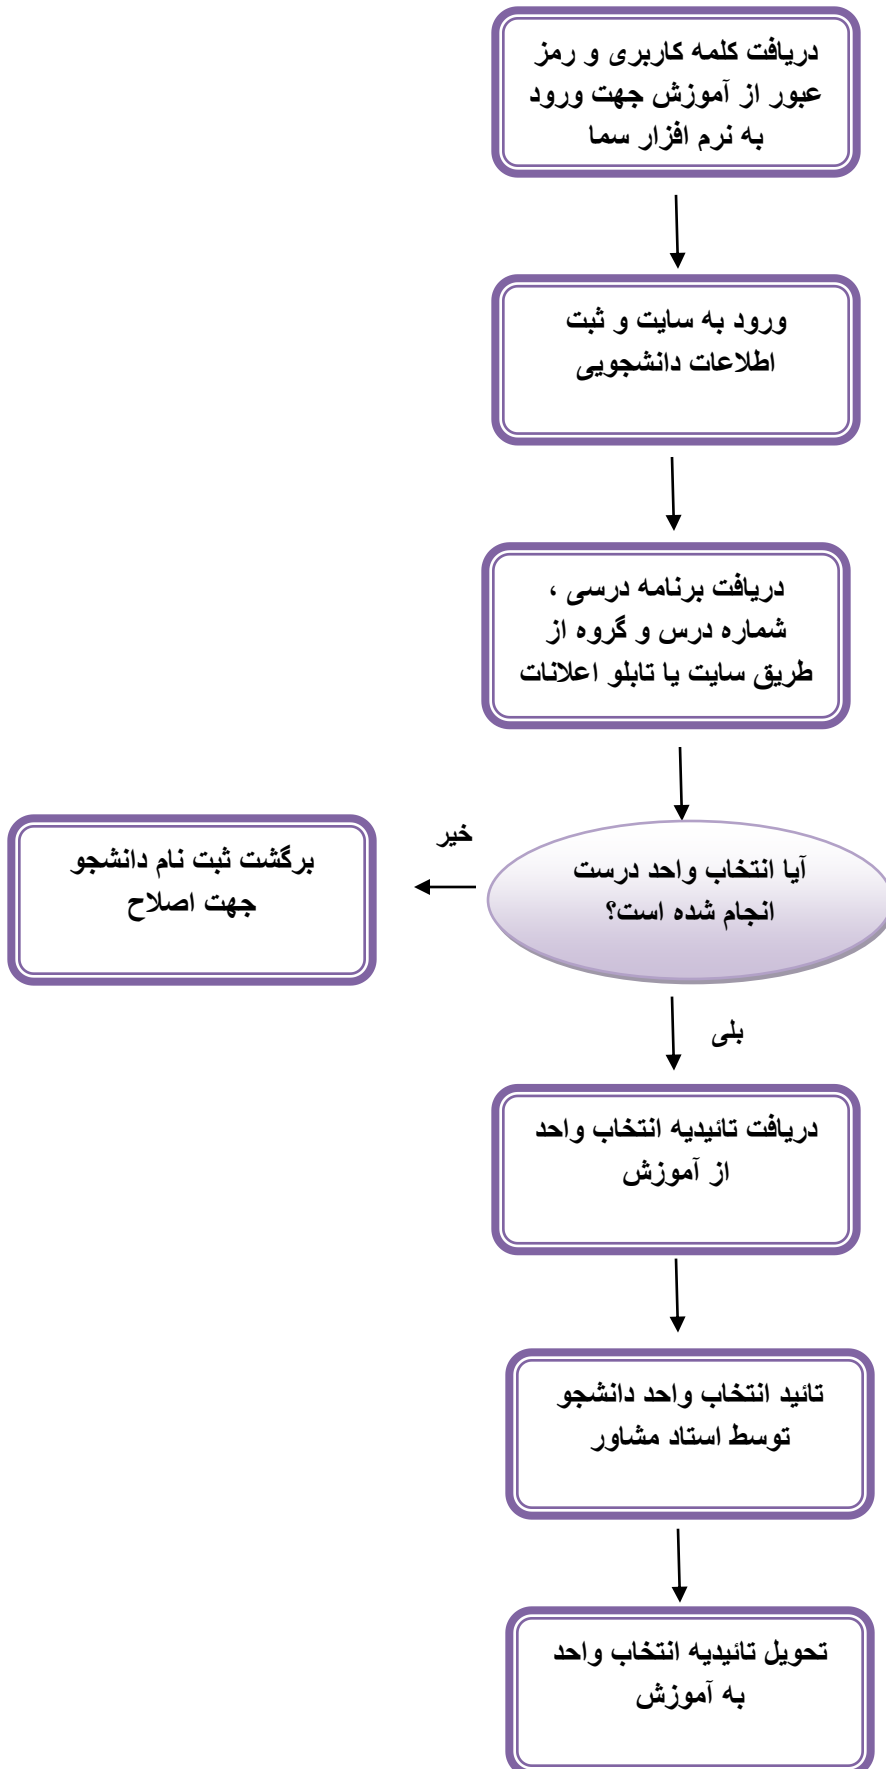 دریافت کلمه کاربری و رمز
عبور از آموزش جهت ورود
به نرم افزار سما
ورود به سایت و ثبت
اطلاعات دانشجویی
دریافت برنامه درسی ،
شماره درس و گروه از
طریق سایت یا تابلو اعلانات
آیا انتخاب واحد درست
انجام شده است؟
خیر
برگشت ثبت نام دانشجو
جهت اصلاح
بلی
دریافت تائیدیه انتخاب واحد
از آموزش
تائید انتخاب واحد دانشجو
توسط استاد مشاور
تحویل تائیدیه انتخاب واحد
به آموزش